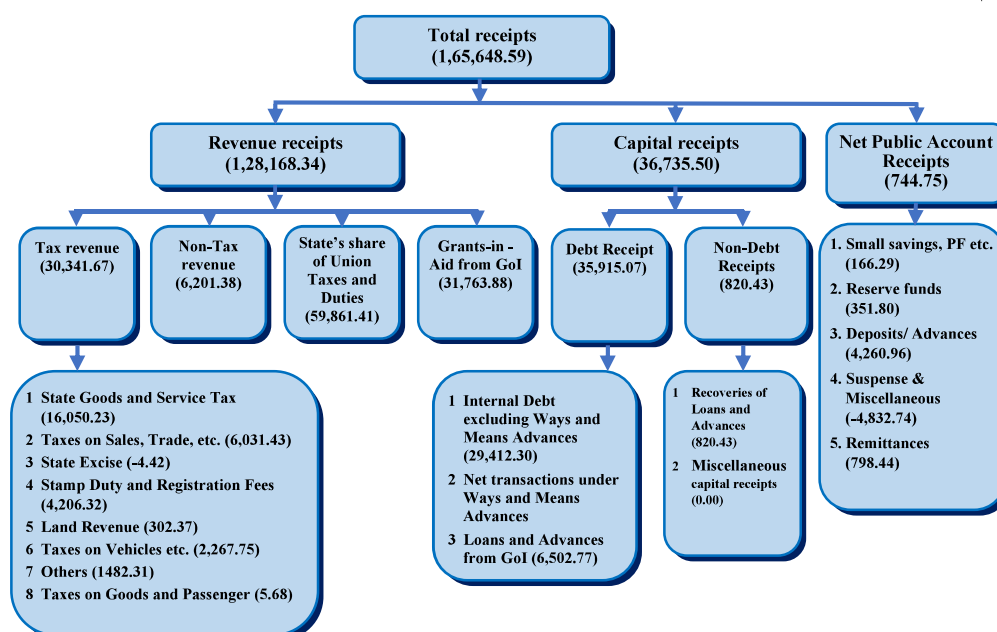 Total receipts
(1,65,648.59)
Revenue receipts
(1,28,168.34)
Capital receipts
(36,735.50)
Net Public Account
Receipts
(744.75)
Tax revenue
(30,341.67)
Non-Tax
revenue
(6,201.38)
State’s share
of Union
Taxes and
Duties
(59,861.41)
Grants-in -
Aid from GoI
(31,763.88)
Debt Receipt
(35,915.07)
Non-Debt
Receipts
(820.43)
1 State Goods and Service Tax
(16,050.23)
2 Taxes on Sales, Trade, etc. (6,031.43)
3 State Excise (-4.42)
4 Stamp Duty and Registration Fees
(4,206.32)
5 Land Revenue (302.37)
6 Taxes on Vehicles etc. (2,267.75)
7 Others (1482.31)
8 Taxes on Goods and Passenger (5.68)
1 Internal Debt
excluding Ways and
Means Advances
(29,412.30)
2 Net transactions under
Ways and Means
Advances
3 Loans and Advances
from GoI (6,502.77)
1 Recoveries of
Loans and
Advances
(820.43)
2 Miscellaneous
capital receipts
(0.00)
1. Small savings, PF etc.
(166.29)
2. Reserve funds
(351.80)
3. Deposits/ Advances
(4,260.96)
4. Suspense &
Miscellaneous
(-4,832.74)
5. Remittances
(798.44)